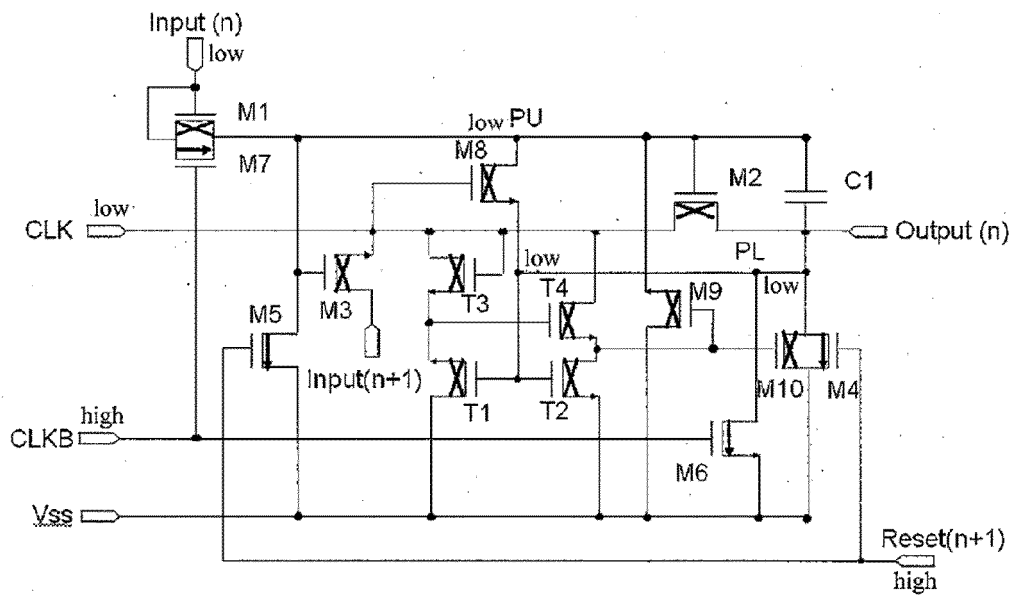 Input (n)
low
M1
M7
low PU
M8
M2
C1
CLK
low
Output (n)
low
PL
low
M3
T3
T4
M9
M5
Input(n+1)
T1
T2
M10
M4
CLKB
high
M6
Vss
Reset(n+1)
high